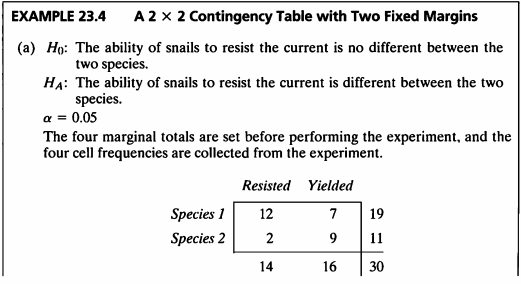 EXAMPLE 23.4 A 2 × 2 Contingency Table with Two Fixed Margins
(a) H₀: The ability of snails to resist the current is no different between the
two species.
H_A: The ability of snails to resist the current is different between the two
species.
α = 0.05
The four marginal totals are set before performing the experiment, and the
four cell frequencies are collected from the experiment.
Resisted Yielded
Species 1 12 7 19
Species 2 2 9 11
14 16 30